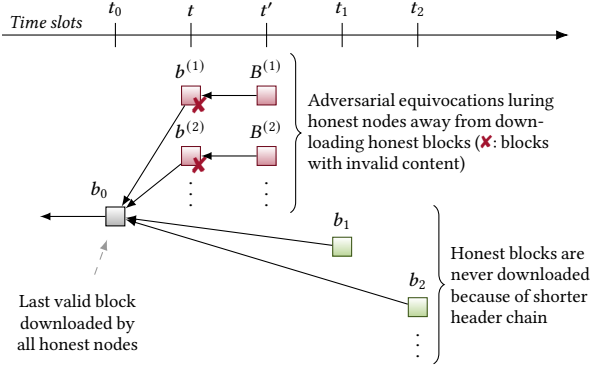 Time slots
t₀ t t′ t₁ t₂
b⁽¹⁾ B⁽¹⁾
b⁽²⁾ B⁽²⁾
Adversarial equivocations luring
honest nodes away from down-
loading honest blocks (✘: blocks
with invalid content)
⋮ ⋮
b₀
b₁
b₂
⋮
Last valid block
downloaded by
all honest nodes
Honest blocks are
never downloaded
because of shorter
header chain